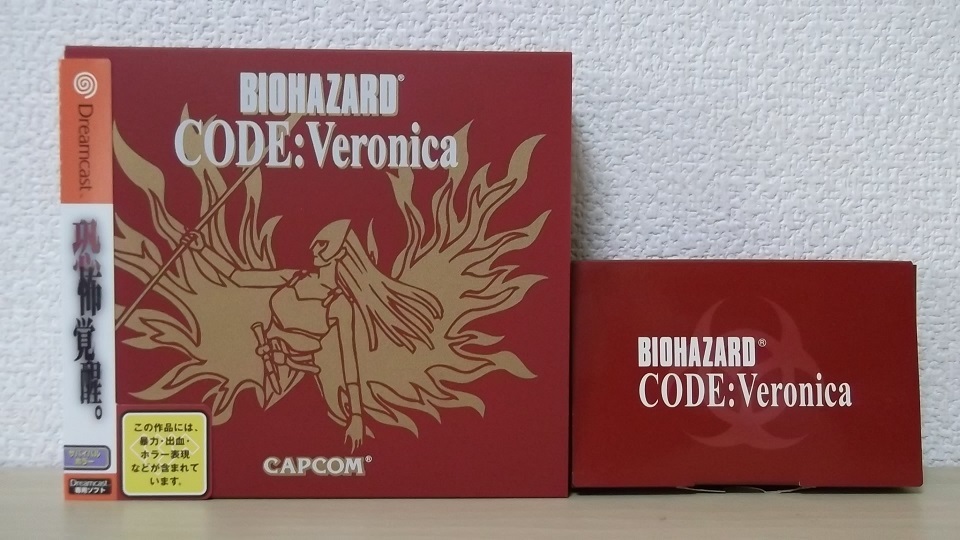 Dreamcast
恐怖覚醒。
サバイバル
ホラー
Dreamcast
専用ソフト
BIOHAZARD®
CODE:Veronica
この作品には、
暴力・出血・
ホラー表現
などが含まれて
います。
CAPCOM®
BIOHAZARD®
CODE:Veronica